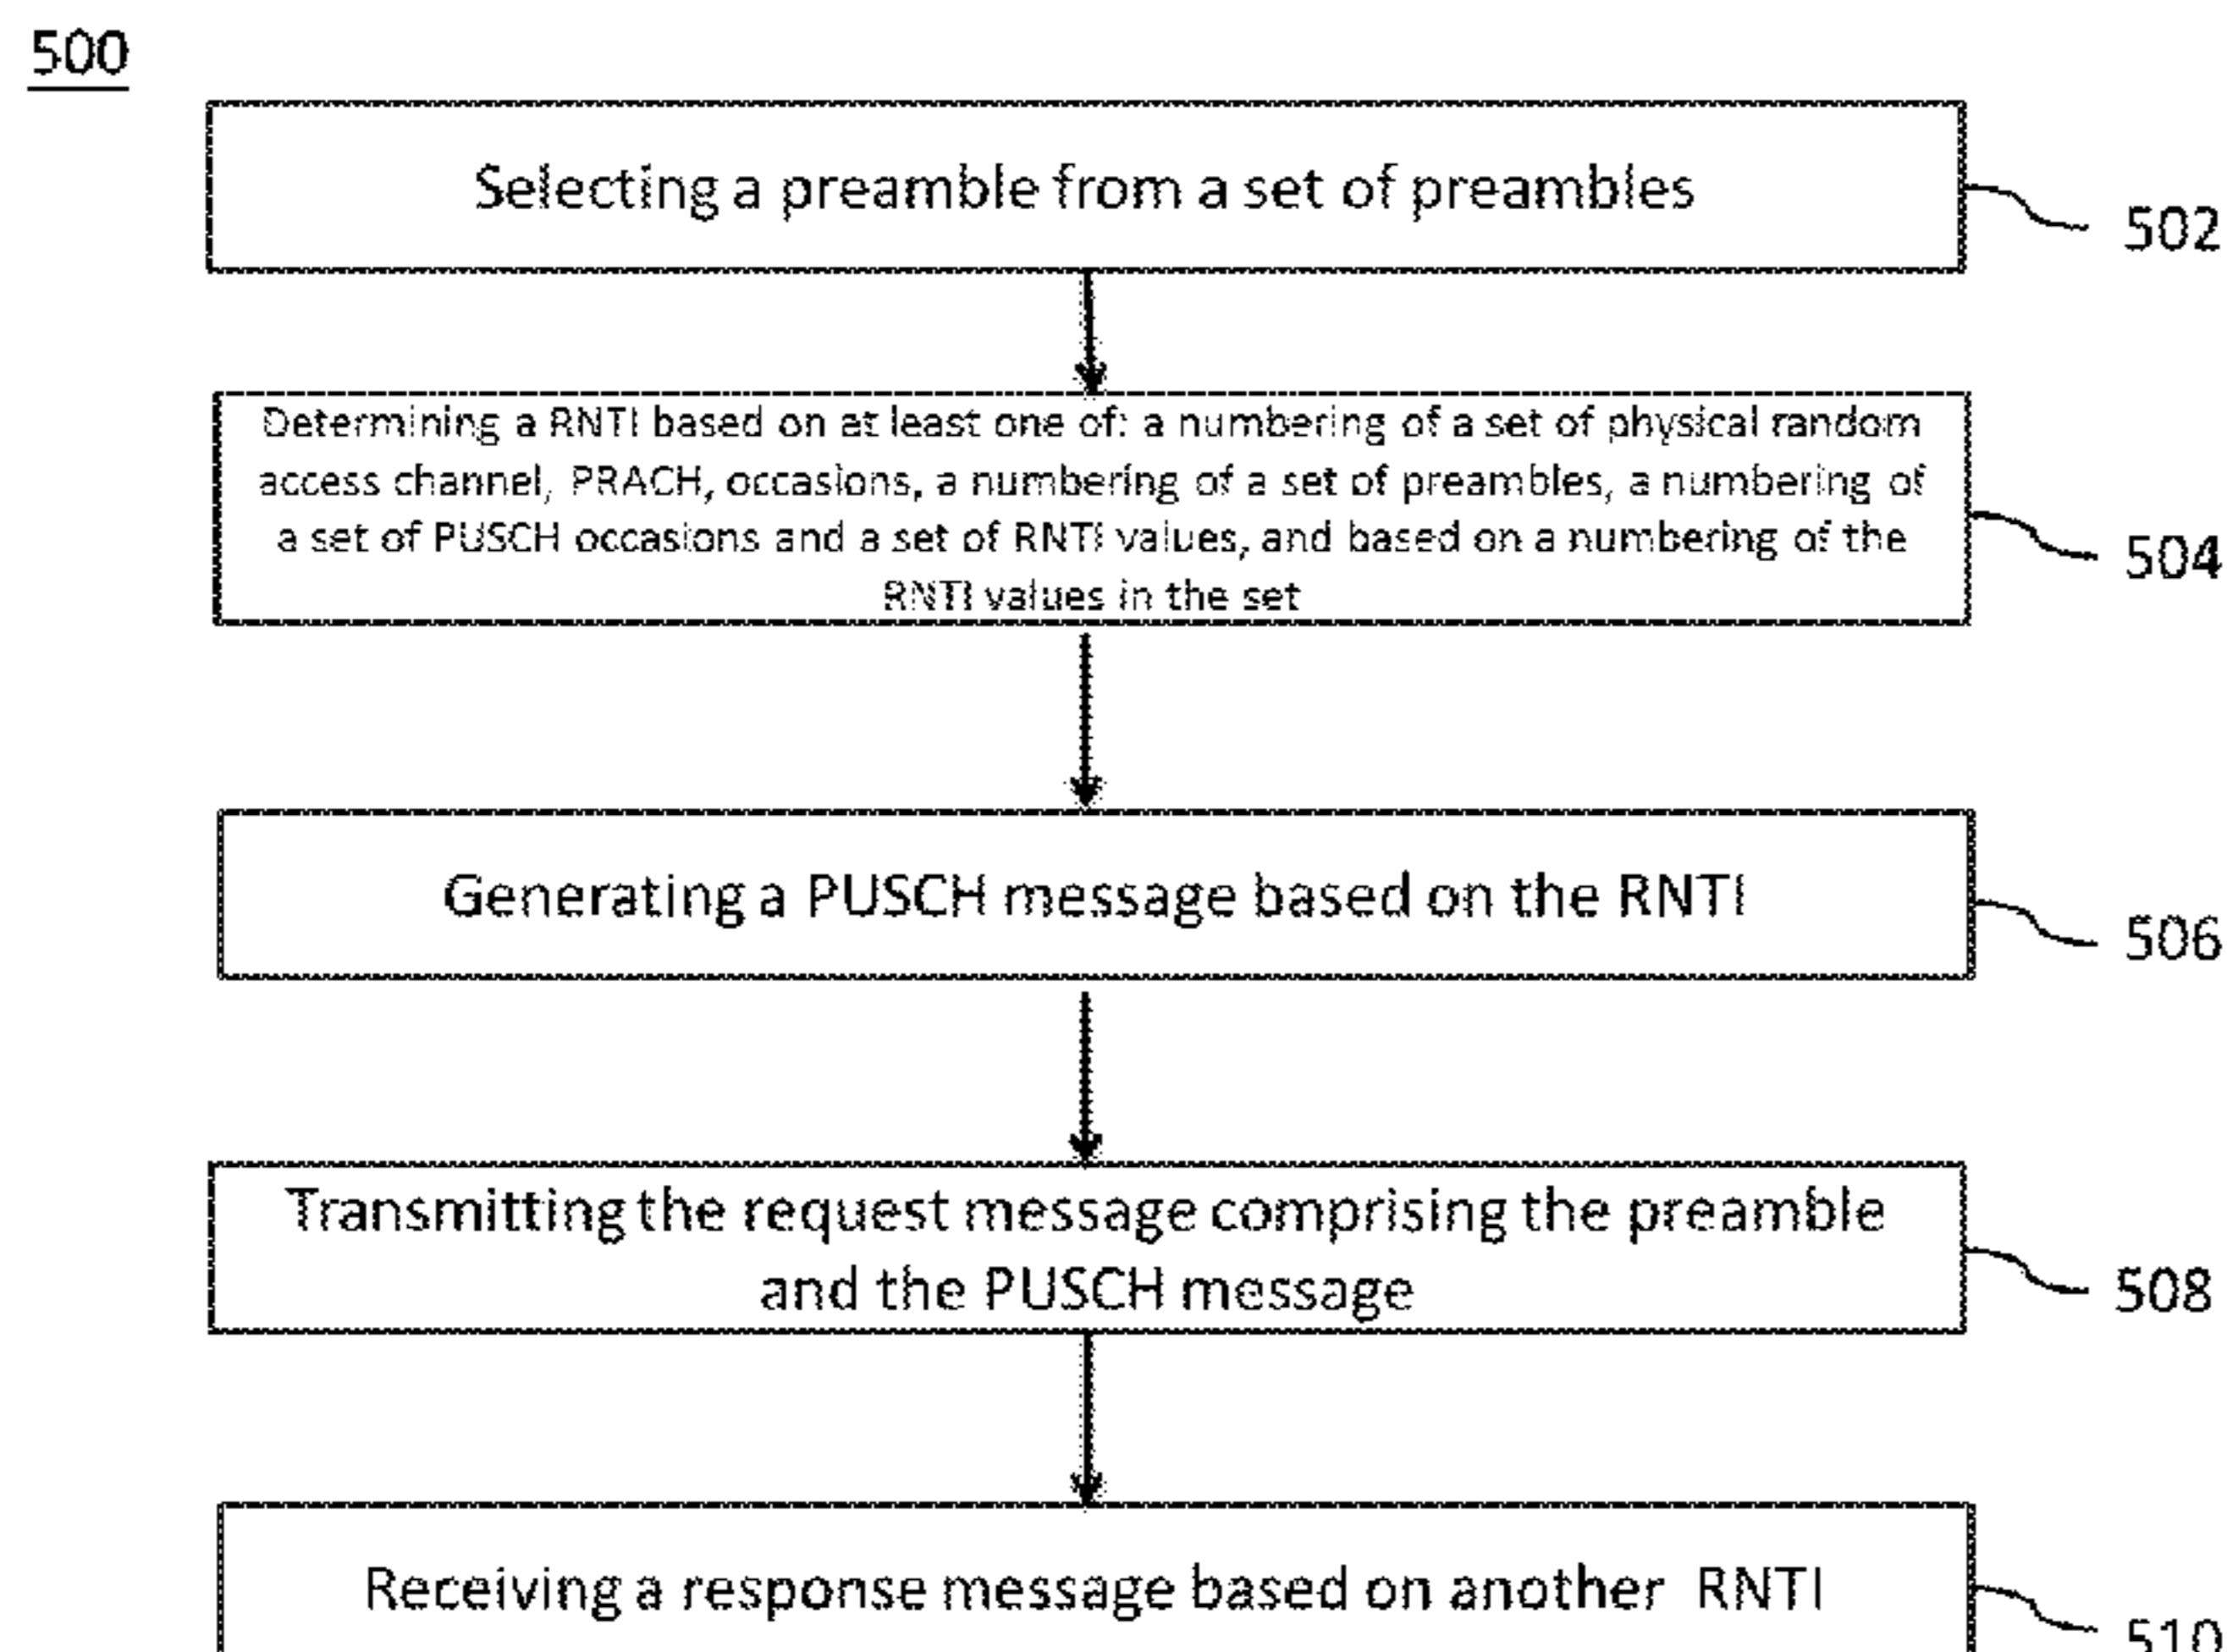 500
Selecting a preamble from a set of preambles
502
Determining a RNTI based on at least one of: a numbering of a set of physical random
access channel, PRACH, occasions, a numbering of a set of preambles, a numbering of
a set of PUSCH occasions and a set of RNTI values, and based on a numbering of the
RNTI values in the set
504
Generating a PUSCH message based on the RNTI
506
Transmitting the request message comprising the preamble
and the PUSCH message
508
Receiving a response message based on another RNTI
510